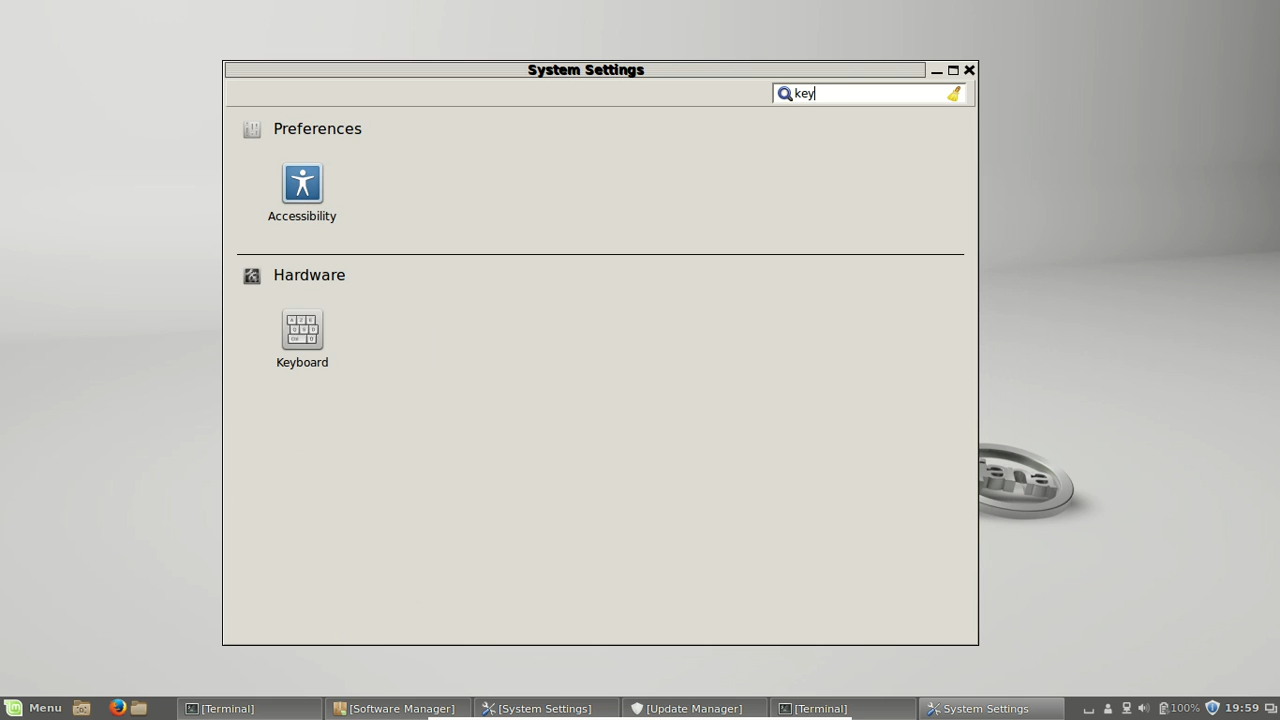 System Settings
key
Preferences
Accessibility
Hardware
Keyboard
Menu
[Terminal]
[Software Manager]
[System Settings]
[Update Manager]
[Terminal]
System Settings
100%
19:59